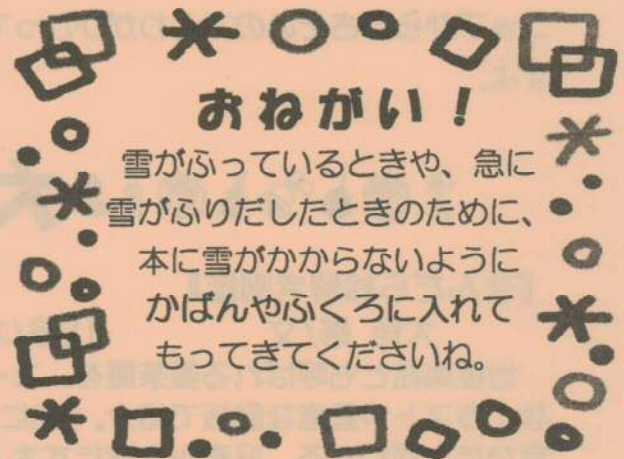 おねがい！
雪がふっているときや、急に
雪がふりだしたときのために、
本に雪がかからないように
かばんやふくろに入れて
もってきてくださいね。